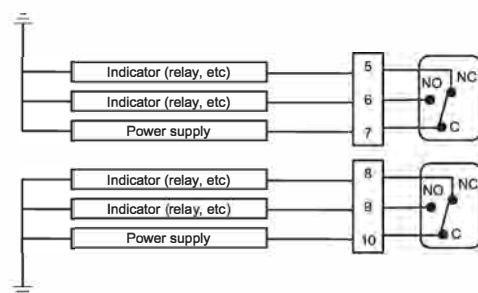 Indicator (relay, etc) 5
NO NC
Indicator (relay, etc) 6
Power supply 7 C
Indicator (relay, etc) 8
NO NC
Indicator (relay, etc) 9
Power supply 10 C